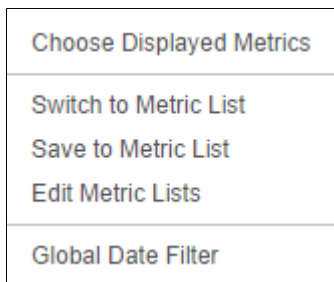 Choose Displayed Metrics
Switch to Metric List
Save to Metric List
Edit Metric Lists
Global Date Filter